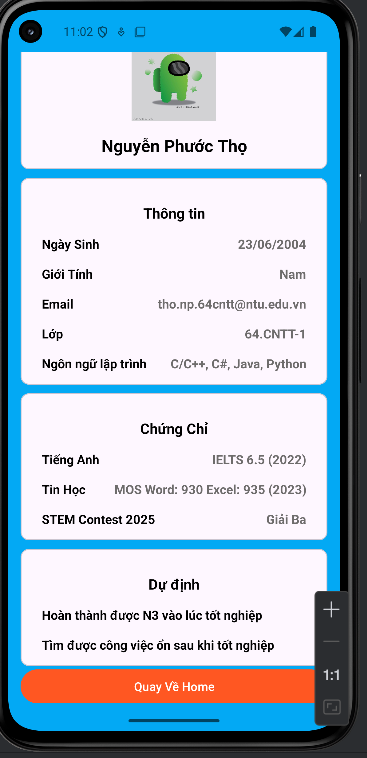 11:02
Nguyễn Phước Thọ
Thông tin
Ngày Sinh 23/06/2004
Giới Tính Nam
Email tho.np.64cntt@ntu.edu.vn
Lớp 64.CNTT-1
Ngôn ngữ lập trình C/C++, C#, Java, Python
Chứng Chỉ
Tiếng Anh IELTS 6.5 (2022)
Tin Học MOS Word: 930 Excel: 935 (2023)
STEM Contest 2025 Giải Ba
Dự định
Hoàn thành được N3 vào lúc tốt nghiệp
Tìm được công việc ổn sau khi tốt nghiệp
1:1
Quay Về Home